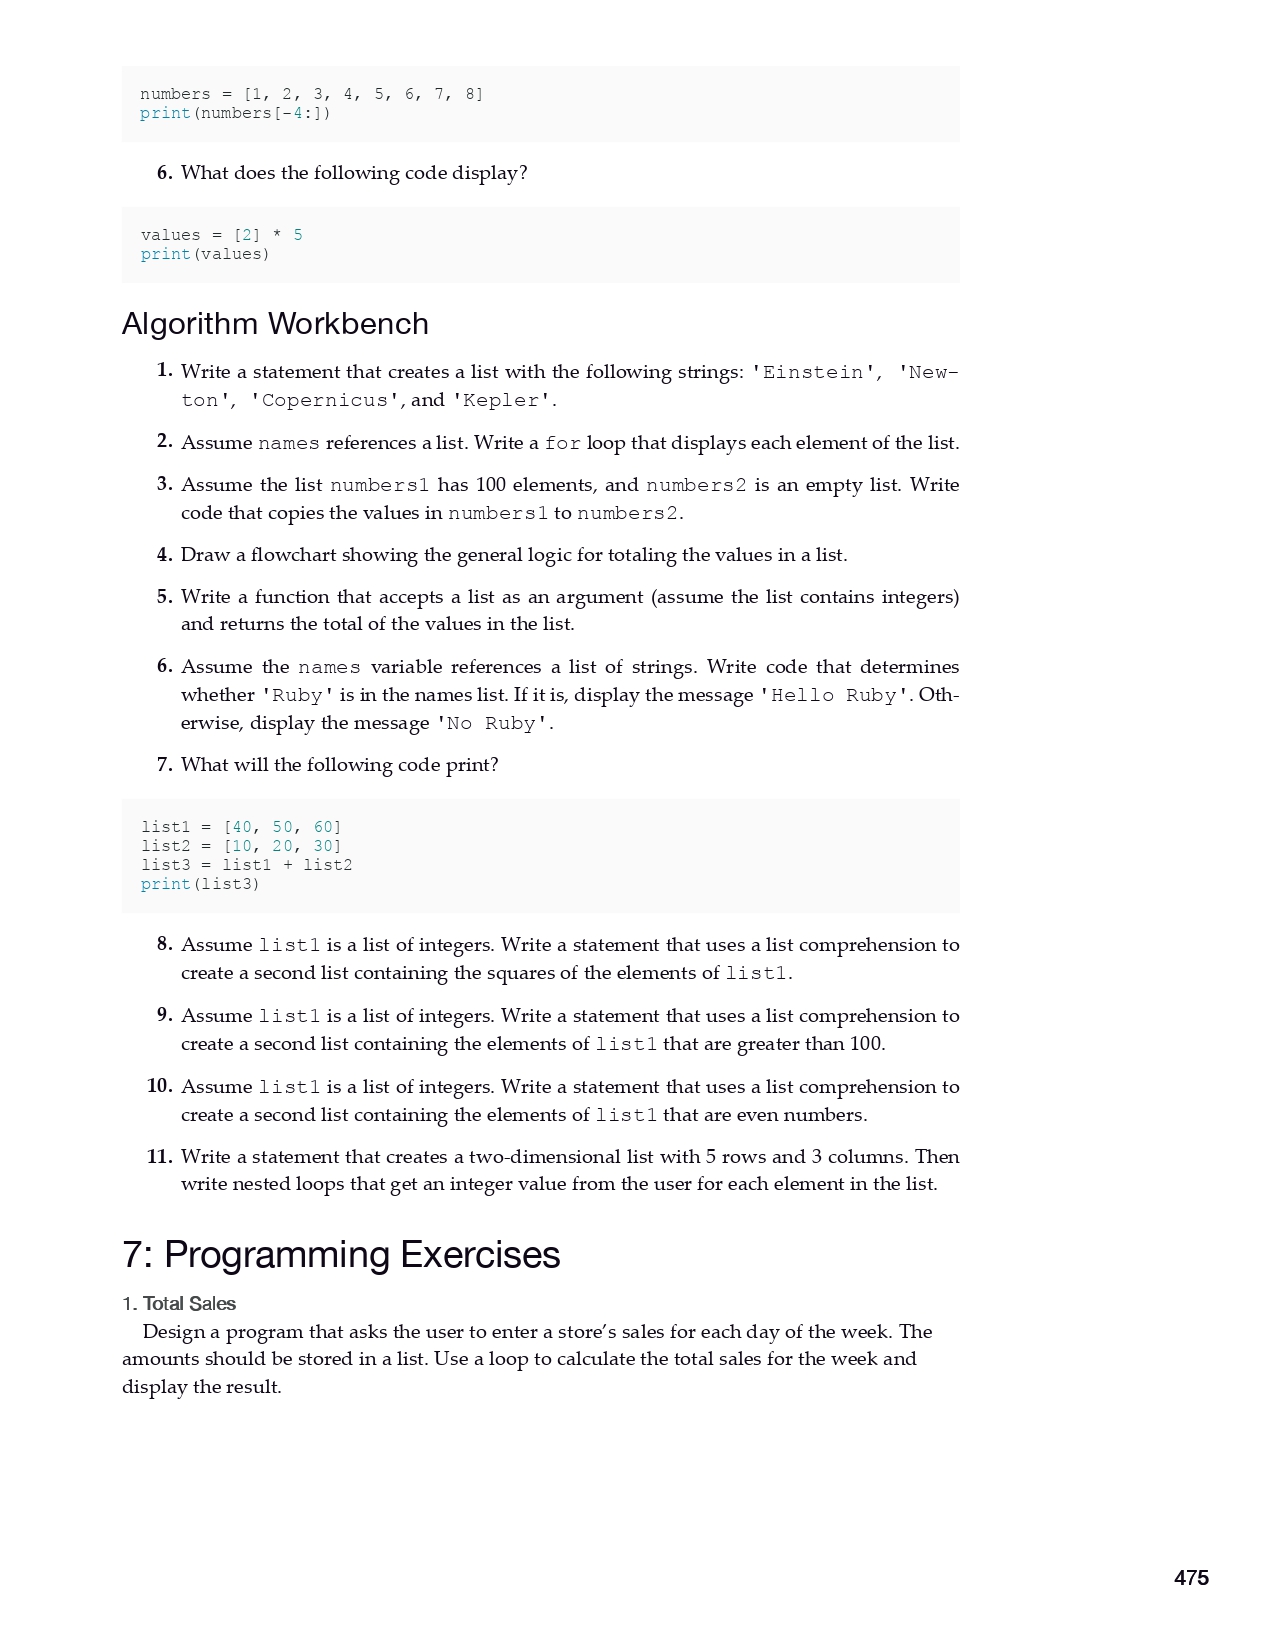 numbers = [1, 2, 3, 4, 5, 6, 7, 8]
print(numbers[-4:])
6. What does the following code display?
values = [2] * 5
print(values)
Algorithm Workbench
1. Write a statement that creates a list with the following strings: 'Einstein', 'New-
ton', 'Copernicus', and 'Kepler'.
2. Assume names references a list. Write a for loop that displays each element of the list.
3. Assume the list numbers1 has 100 elements, and numbers2 is an empty list. Write
code that copies the values in numbers1 to numbers2.
4. Draw a flowchart showing the general logic for totaling the values in a list.
5. Write a function that accepts a list as an argument (assume the list contains integers)
and returns the total of the values in the list.
6. Assume the names variable references a list of strings. Write code that determines
whether 'Ruby' is in the names list. If it is, display the message 'Hello Ruby'. Oth-
erwise, display the message 'No Ruby'.
7. What will the following code print?
list1 = [40, 50, 60]
list2 = [10, 20, 30]
list3 = list1 + list2
print(list3)
8. Assume list1 is a list of integers. Write a statement that uses a list comprehension to
create a second list containing the squares of the elements of list1.
9. Assume list1 is a list of integers. Write a statement that uses a list comprehension to
create a second list containing the elements of list1 that are greater than 100.
10. Assume list1 is a list of integers. Write a statement that uses a list comprehension to
create a second list containing the elements of list1 that are even numbers.
11. Write a statement that creates a two-dimensional list with 5 rows and 3 columns. Then
write nested loops that get an integer value from the user for each element in the list.
7: Programming Exercises
1. Total Sales
Design a program that asks the user to enter a store’s sales for each day of the week. The
amounts should be stored in a list. Use a loop to calculate the total sales for the week and
display the result.
475